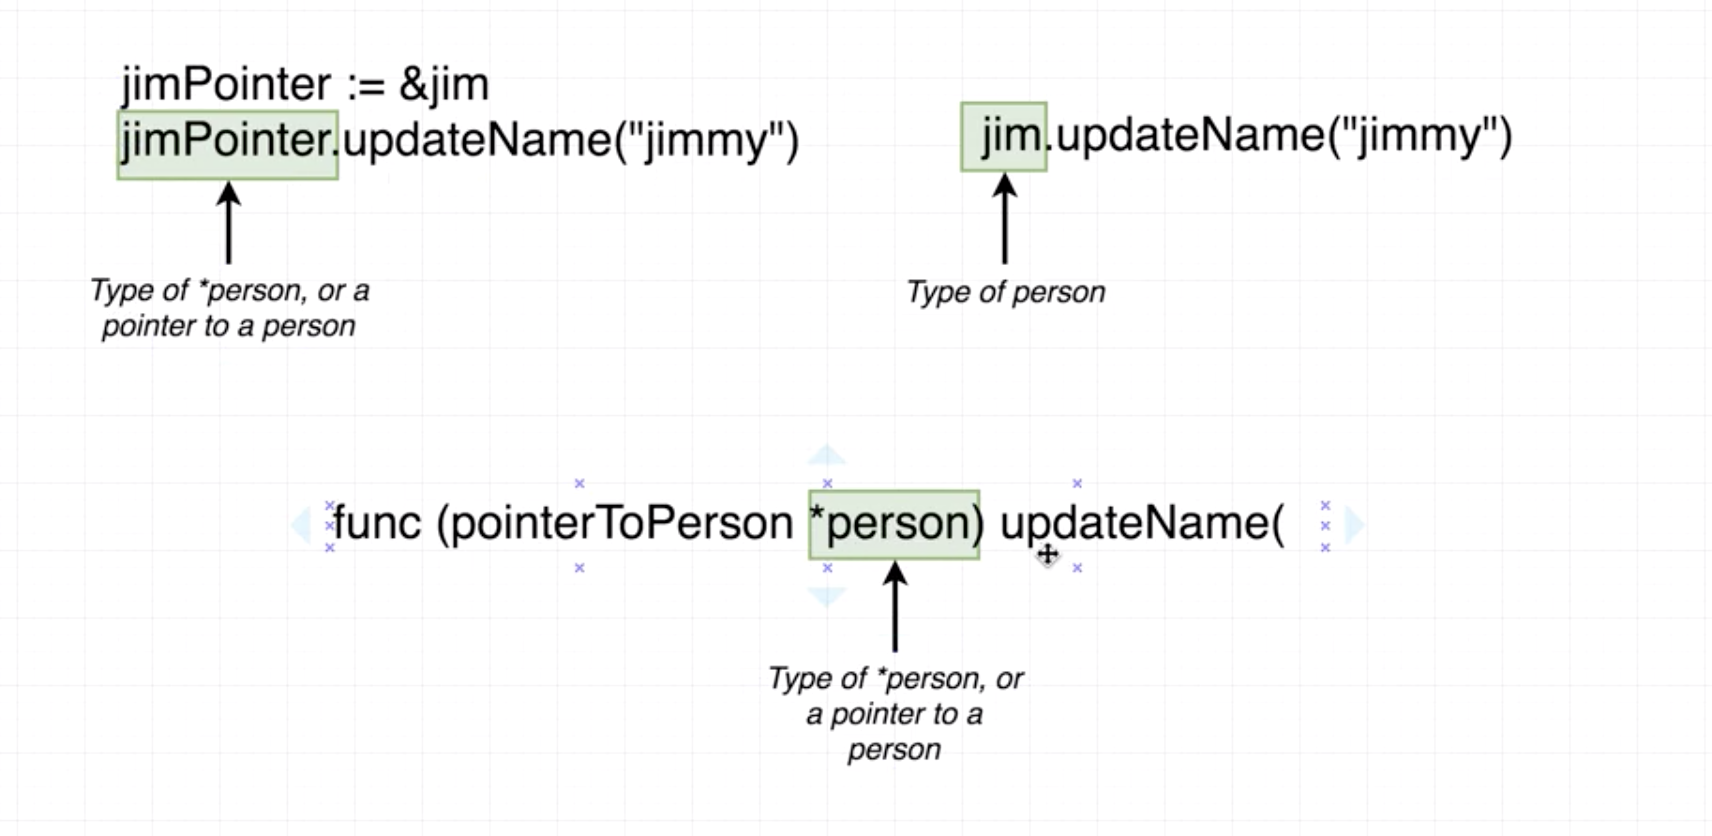 jimPointer := &jim
jimPointer.updateName("jimmy")
Type of *person, or a
pointer to a person
jim.updateName("jimmy")
Type of person
func (pointerToPerson *person) updateName(
Type of *person, or
a pointer to a
person